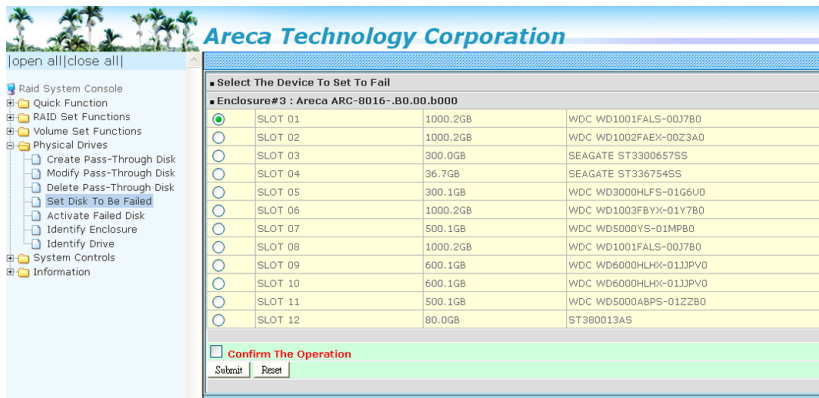 Areca Technology Corporation
|open all|close all|
Raid System Console
Quick Function
RAID Set Functions
Volume Set Functions
Physical Drives
Create Pass-Through Disk
Modify Pass-Through Disk
Delete Pass-Through Disk
Set Disk To Be Failed
Activate Failed Disk
Identify Enclosure
Identify Drive
System Controls
Information
Select The Device To Set To Fail
Enclosure#3 : Areca ARC-8016-.B0.00.b000
SLOT 01 1000.2GB WDC WD1001FALS-00J7B0
SLOT 02 1000.2GB WDC WD1002FAEX-00Z3A0
SLOT 03 300.0GB SEAGATE ST3300657SS
SLOT 04 36.7GB SEAGATE ST336754SS
SLOT 05 300.1GB WDC WD3000HLFS-01G6U0
SLOT 06 1000.2GB WDC WD1003FBYX-01Y7B0
SLOT 07 500.1GB WDC WD5000YS-01MPB0
SLOT 08 1000.2GB WDC WD1001FALS-00J7B0
SLOT 09 600.1GB WDC WD6000HLHX-01JJPV0
SLOT 10 600.1GB WDC WD6000HLHX-01JJPV0
SLOT 11 500.1GB WDC WD5000ABPS-01ZZB0
SLOT 12 80.0GB ST380013AS
Confirm The Operation
Submit Reset